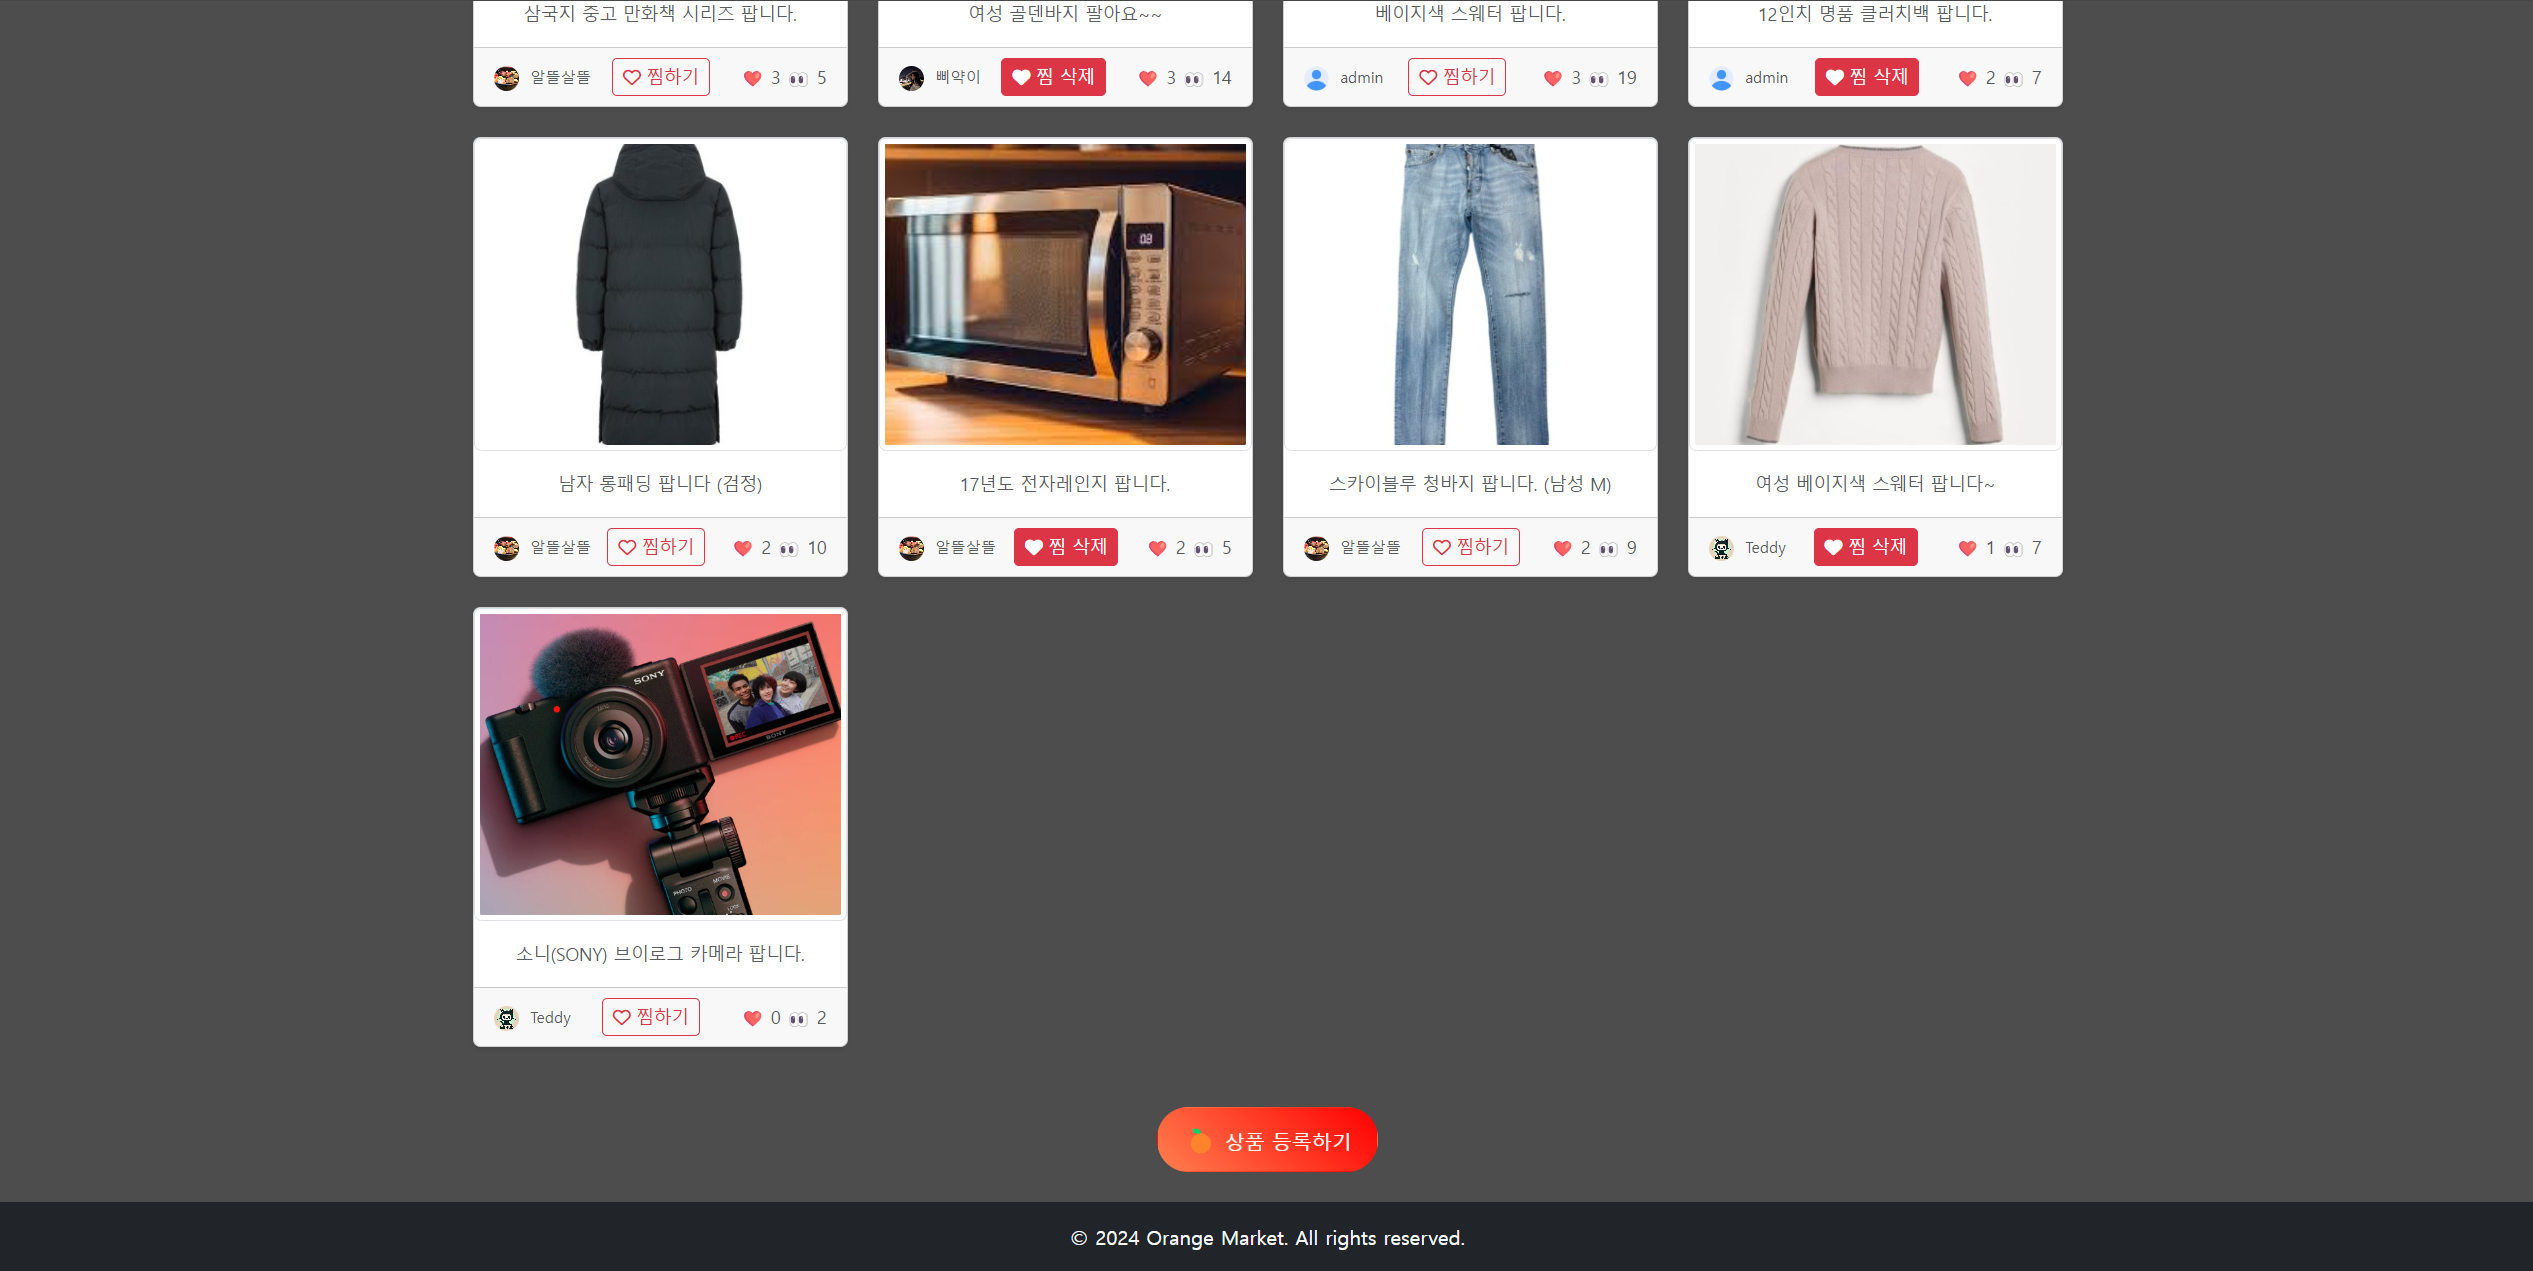 삼국지 중고 만화책 시리즈 팝니다.
여성 골덴바지 팔아요~~
베이지색 스웨터 팝니다.
12인치 명품 클러치백 팝니다.
알뜰살뜰 찜하기 ❤️ 3 👀 5
삐약이 찜 삭제 ❤️ 3 👀 14
admin 찜하기 ❤️ 3 👀 19
admin 찜 삭제 ❤️ 2 👀 7
03
남자 롱패딩 팝니다 (검정)
17년도 전자레인지 팝니다.
스카이블루 청바지 팝니다. (남성 M)
여성 베이지색 스웨터 팝니다~
알뜰살뜰 찜하기 ❤️ 2 👀 10
알뜰살뜰 찜 삭제 ❤️ 2 👀 5
알뜰살뜰 찜하기 ❤️ 2 👀 9
Teddy 찜 삭제 ❤️ 1 👀 7
SONY
REC
SONY
PHOTO
MOVIE
소니(SONY) 브이로그 카메라 팝니다.
Teddy 찜하기 ❤️ 0 👀 2
🍊 상품 등록하기
© 2024 Orange Market. All rights reserved.